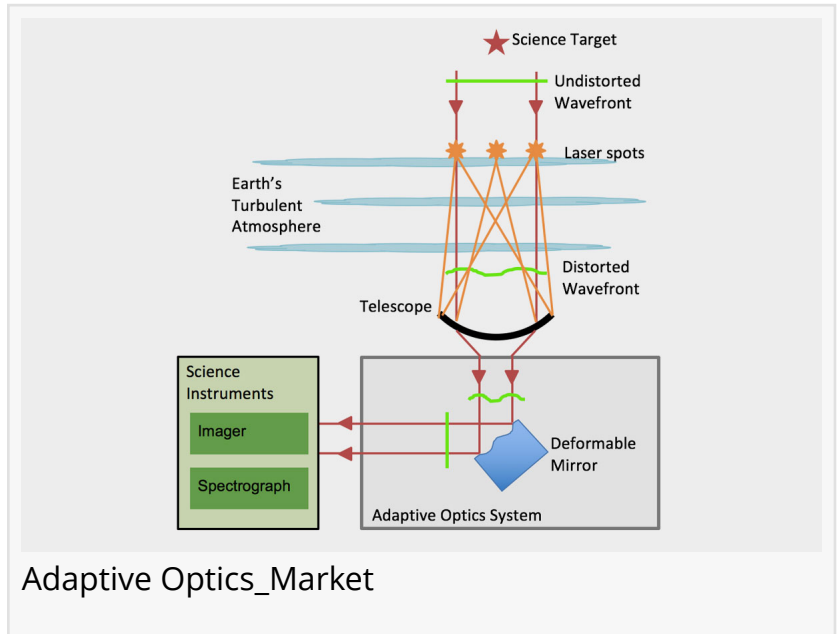 Science Target
Undistorted
Wavefront
Laser spots
Earth's
Turbulent
Atmosphere
Distorted
Wavefront
Telescope
Science
Instruments
Imager
Spectrograph
Deformable
Mirror
Adaptive Optics System
Adaptive Optics_Market